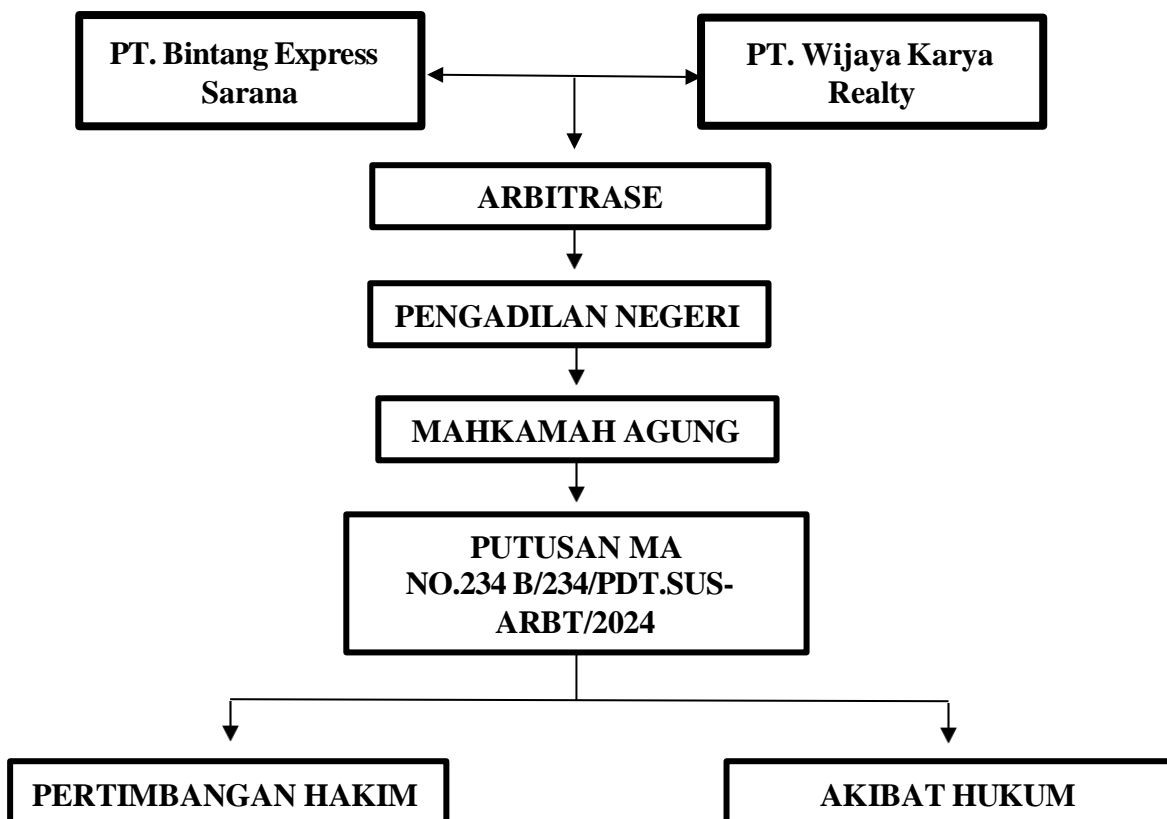 PT. Bintang Express
Sarana
PT. Wijaya Karya
Realty
ARBITRASE
PENGADILAN NEGERI
MAHKAMAH AGUNG
PUTUSAN MA
NO.234 B/234/PDT.SUS-
ARBT/2024
PERTIMBANGAN HAKIM
AKIBAT HUKUM